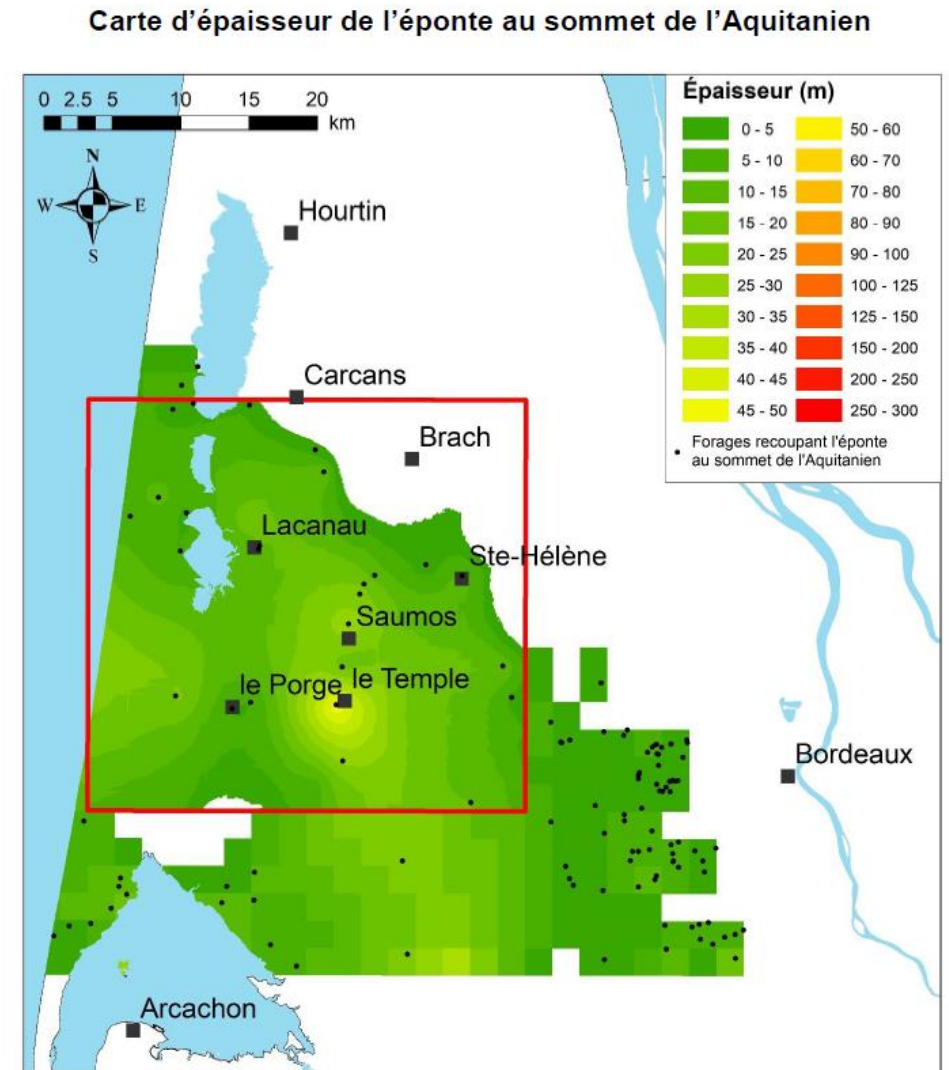 Carte d'épaisseur de l'éponte au sommet de l'Aquitanien
0 2.5 5 10 15 20
km
N
W E
S
Épaisseur (m)
0 - 5 50 - 60
5 - 10 60 - 70
10 - 15 70 - 80
15 - 20 80 - 90
20 - 25 90 - 100
25 -30 100 - 125
30 - 35 125 - 150
35 - 40 150 - 200
40 - 45 200 - 250
45 - 50 250 - 300
Forages recoupant l'éponte
au sommet de l'Aquitanien
Hourtin
Carcans
Brach
Lacanau
Ste-Hélène
Saumos
le Porge le Temple
Bordeaux
Arcachon